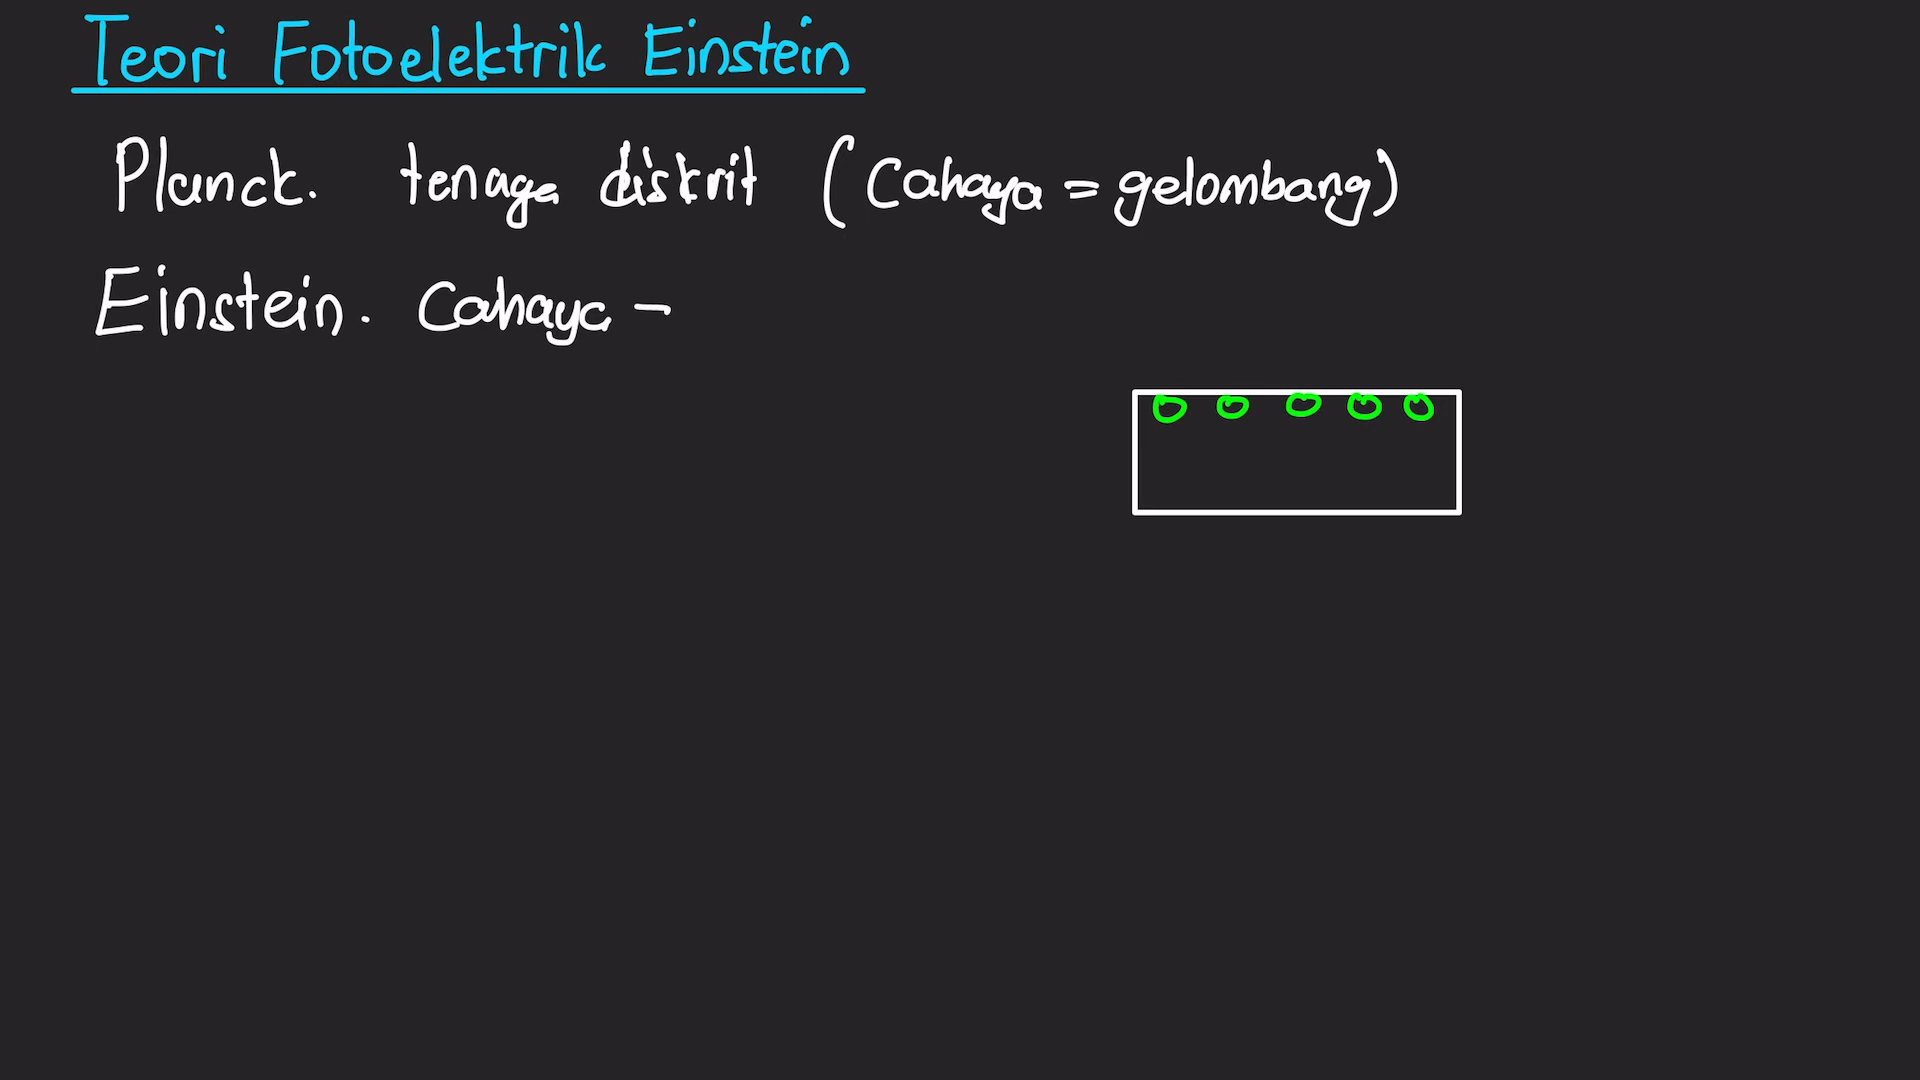 Teori Fotoelektrik Einstein
Planck. tenaga diskrit (Cahaya = gelombang)
Einstein. Cahaya -